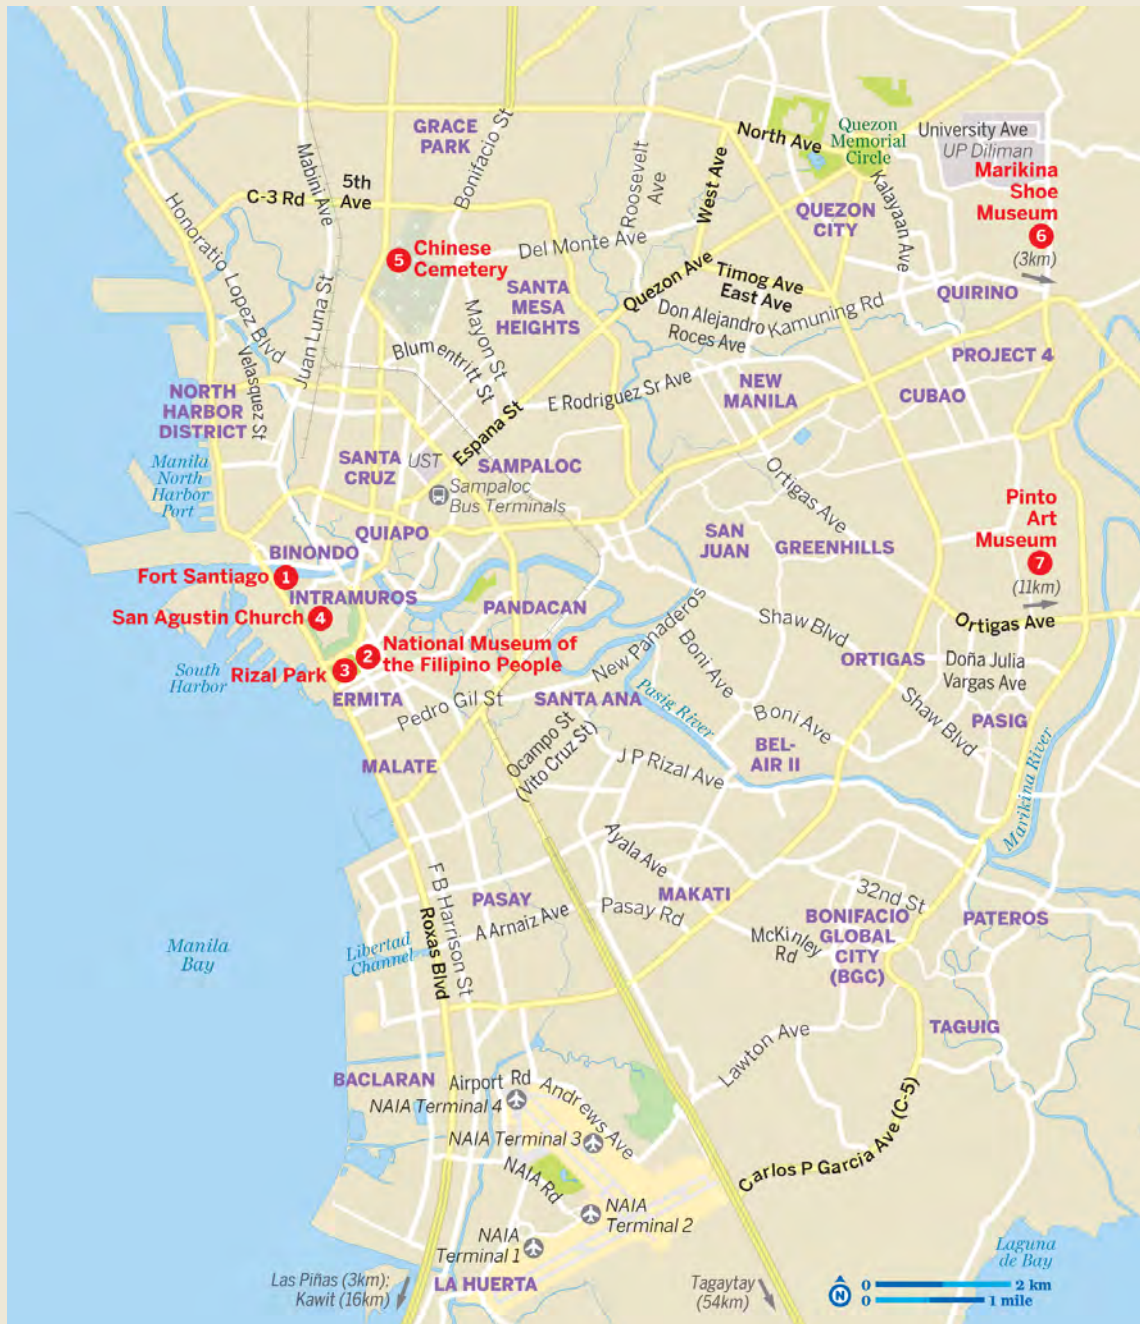 GRACE
PARK
Bonifacio St
Mabini Ave
5th
Ave
C-3 Rd
Honoratio Lopez Blvd
Juan Luna St
Velasquez St
North Ave
Quezon
Memorial
Circle
University Ave
UP Diliman
Marikina
Shoe
Museum
6
(3km)
Roosevelt
Ave
West Ave
Kalayaan Ave
QUEZON
CITY
5
Chinese
Cemetery
Del Monte Ave
SANTA
MESA
HEIGHTS
Quezon Ave
Timog Ave
East Ave
QUIRINO
Don Alejandro
Roces Ave
Kamuning Rd
Mayon St
Blumentritt St
PROJECT 4
NORTH
HARBOR
DISTRICT
E Rodriguez Sr Ave
NEW
MANILA
CUBAO
Espana St
Manila
North
Harbor
Port
SANTA
CRUZ
UST
SAMPALOC
Sampaloc
Bus Terminals
Ortigas Ave
Pinto
Art
Museum
7
(11km)
QUIAPO
BINONDO
SAN
JUAN
GREENHILLS
Fort Santiago
1
INTRAMUROS
San Agustin Church
4
PANDACAN
New Panaderos
Shaw Blvd
Ortigas Ave
National Museum of
the Filipino People
2
South
Harbor
Rizal Park
3
ERMITA
Pedro Gil St
SANTA ANA
Boni Ave
ORTIGAS
Doña Julia
Vargas Ave
Pasig River
Boni Ave
Shaw Blvd
PASIG
MALATE
Ocampo St
(Vito Cruz St)
J P Rizal Ave
BEL-
AIR II
Marikina River
Ayala Ave
F B Harrison St
PASAY
MAKATI
32nd St
Roxas Blvd
A Arnaiz Ave
Pasay Rd
BONIFACIO
GLOBAL
CITY
(BGC)
PATEROS
McKinley
Rd
Manila
Bay
Libertad
Channel
TAGUIG
Lawton Ave
BACLARAN
Airport Rd
Andrews Ave
NAIA Terminal 4
NAIA Terminal 3
Carlos P Garcia Ave (C-5)
NAIA Rd
NAIA
Terminal 2
NAIA
Terminal 1
Laguna
de Bay
Las Piñas (3km);
Kawit (16km)
LA HUERTA
Tagaytay
(54km)
N
0 2 km
0 1 mile